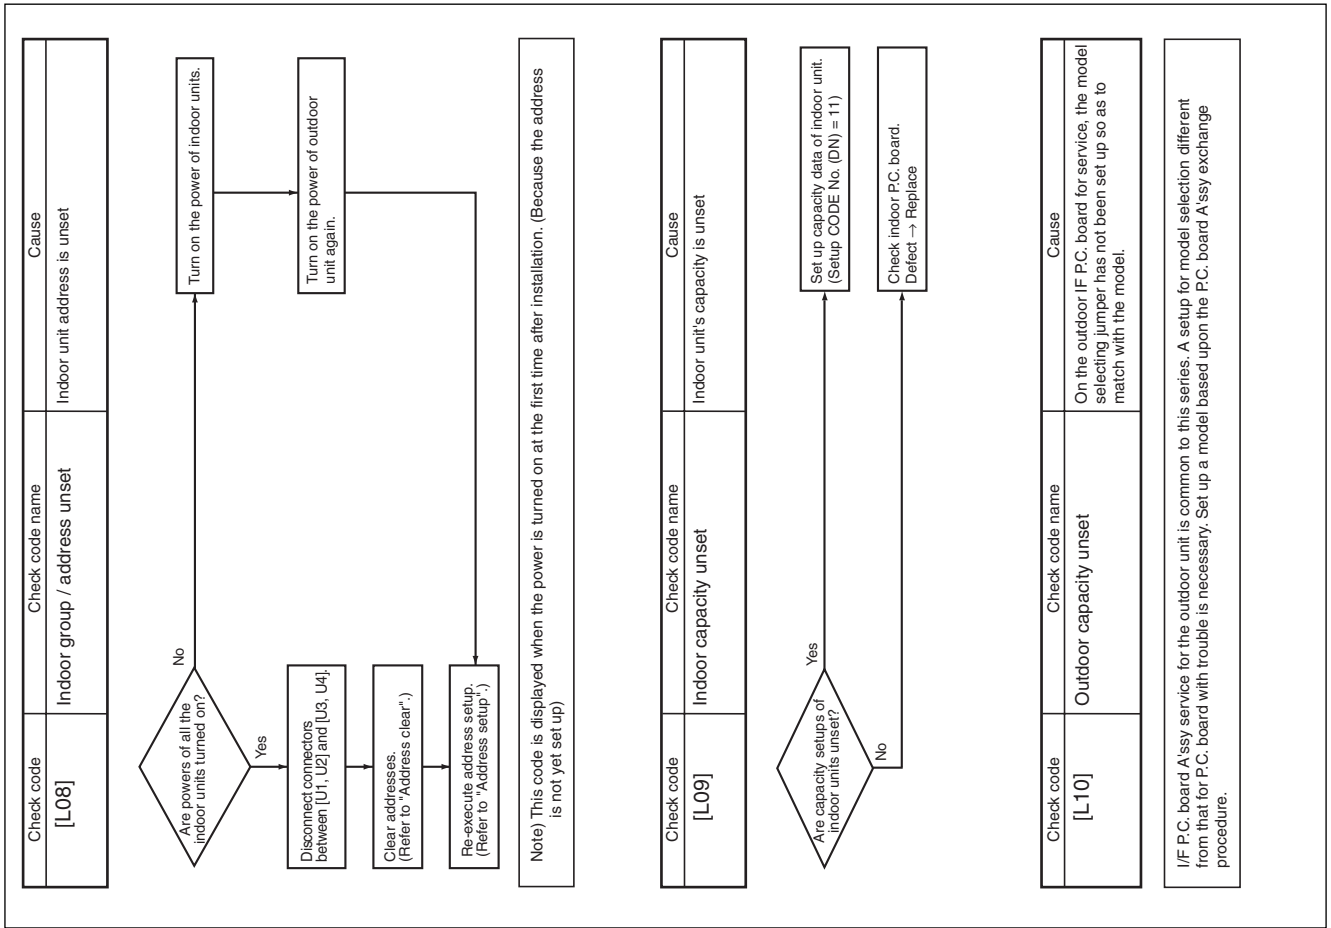 Check code
Check code name
Cause
[L08]
Indoor group / address unset
Indoor unit address is unset
Are powers of all the
indoor units turned on?
No
Yes
Turn on the power of indoor units.
Turn on the power of outdoor
unit again.
Disconnect connectors
between [U1, U2] and [U3, U4].
Clear addresses.
(Refer to "Address clear".)
Re-execute address setup.
(Refer to "Address setup".)
Note) This code is displayed when the power is turned on at the first time after installation. (Because the address
is not yet set up)
Check code
Check code name
Cause
[L09]
Indoor capacity unset
Indoor unit's capacity is unset
Are capacity setups of
indoor units unset?
Yes
No
Set up capacity data of indoor unit.
(Setup CODE No. (DN) = 11)
Check indoor P.C. board.
Defect → Replace
Check code
Check code name
Cause
[L10]
Outdoor capacity unset
On the outdoor IF P.C. board for service, the model
selecting jumper has not been set up so as to
match with the model.
I/F P.C. board A'ssy service for the outdoor unit is common to this series. A setup for model selection different
from that for P.C. board with trouble is necessary. Set up a model based upon the P.C. board A'ssy exchange
procedure.